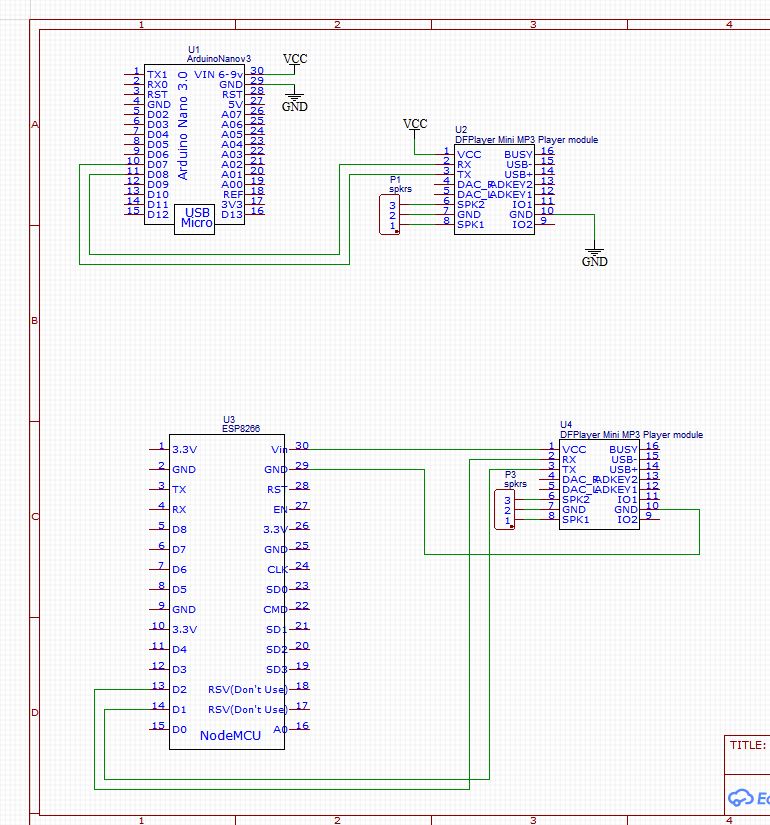 1 2 3 4
A
B
C
D
U1
ArduinoNanov3
1 TX1 VIN 6-9v 30
2 RX0 GND 29
3 RST RST 28
4 GND 5V 27
5 D02 A07 26
6 D03 A06 25
7 D04 A05 24
8 D05 A04 23
9 D06 A03 22
10 D07 A02 21
11 D08 A01 20
12 D09 A00 19
13 D10 REF 18
14 D11 3V3 17
15 D12 D13 16
Arduino Nano 3.0
USB
Micro
VCC
GND
VCC
U2
DFPlayer Mini MP3 Player module
1 VCC BUSY 16
2 RX USB- 15
3 TX USB+ 14
4 DAC_R ADKEY2 13
5 DAC_L ADKEY1 12
6 SPK2 IO1 11
7 GND GND 10
8 SPK1 IO2 9
P1
spkrs
3
2
1
GND
U3
ESP8266
1 3.3V Vin 30
2 GND GND 29
3 TX RST 28
4 RX EN 27
5 D8 3.3V 26
6 D7 GND 25
7 D6 CLK 24
8 D5 SD0 23
9 GND CMD 22
10 3.3V SD1 21
11 D4 SD2 20
12 D3 SD3 19
13 D2 RSV(Don't Use) 18
14 D1 RSV(Don't Use) 17
15 D0 A0 16
NodeMCU
U4
DFPlayer Mini MP3 Player module
1 VCC BUSY 16
2 RX USB- 15
3 TX USB+ 14
4 DAC_R ADKEY2 13
5 DAC_L ADKEY1 12
6 SPK2 IO1 11
7 GND GND 10
8 SPK1 IO2 9
P3
spkrs
3
2
1
TITLE:
1 2 3 4